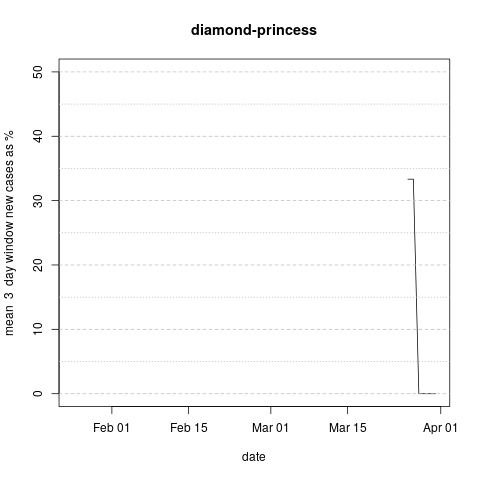 diamond-princess
mean  3  day window new cases as %
50
40
30
20
10
0
Feb 01
Feb 15
Mar 01
Mar 15
Apr 01
date